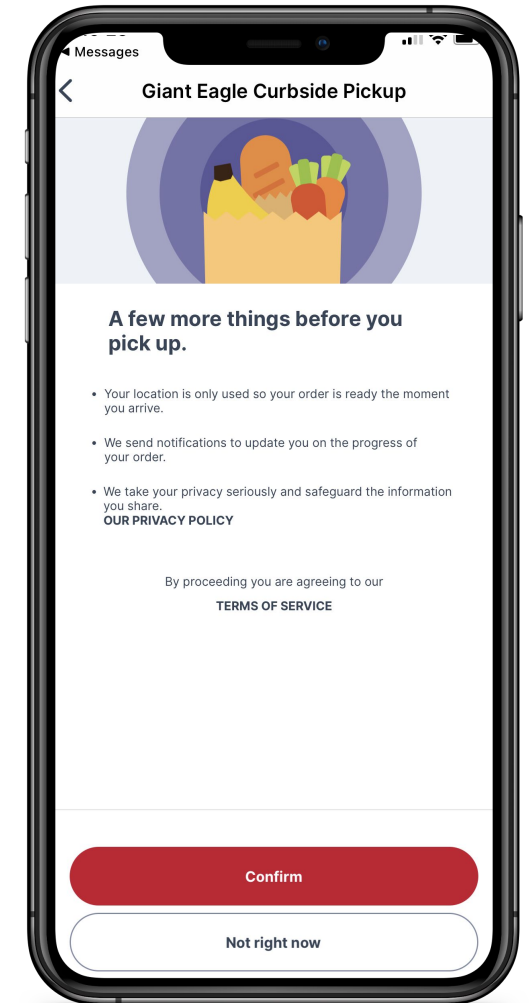 Messages
Giant Eagle Curbside Pickup
A few more things before you
pick up.
• Your location is only used so your order is ready the moment
you arrive.
• We send notifications to update you on the progress of
your order.
• We take your privacy seriously and safeguard the information
you share.
OUR PRIVACY POLICY
By proceeding you are agreeing to our
TERMS OF SERVICE
Confirm
Not right now